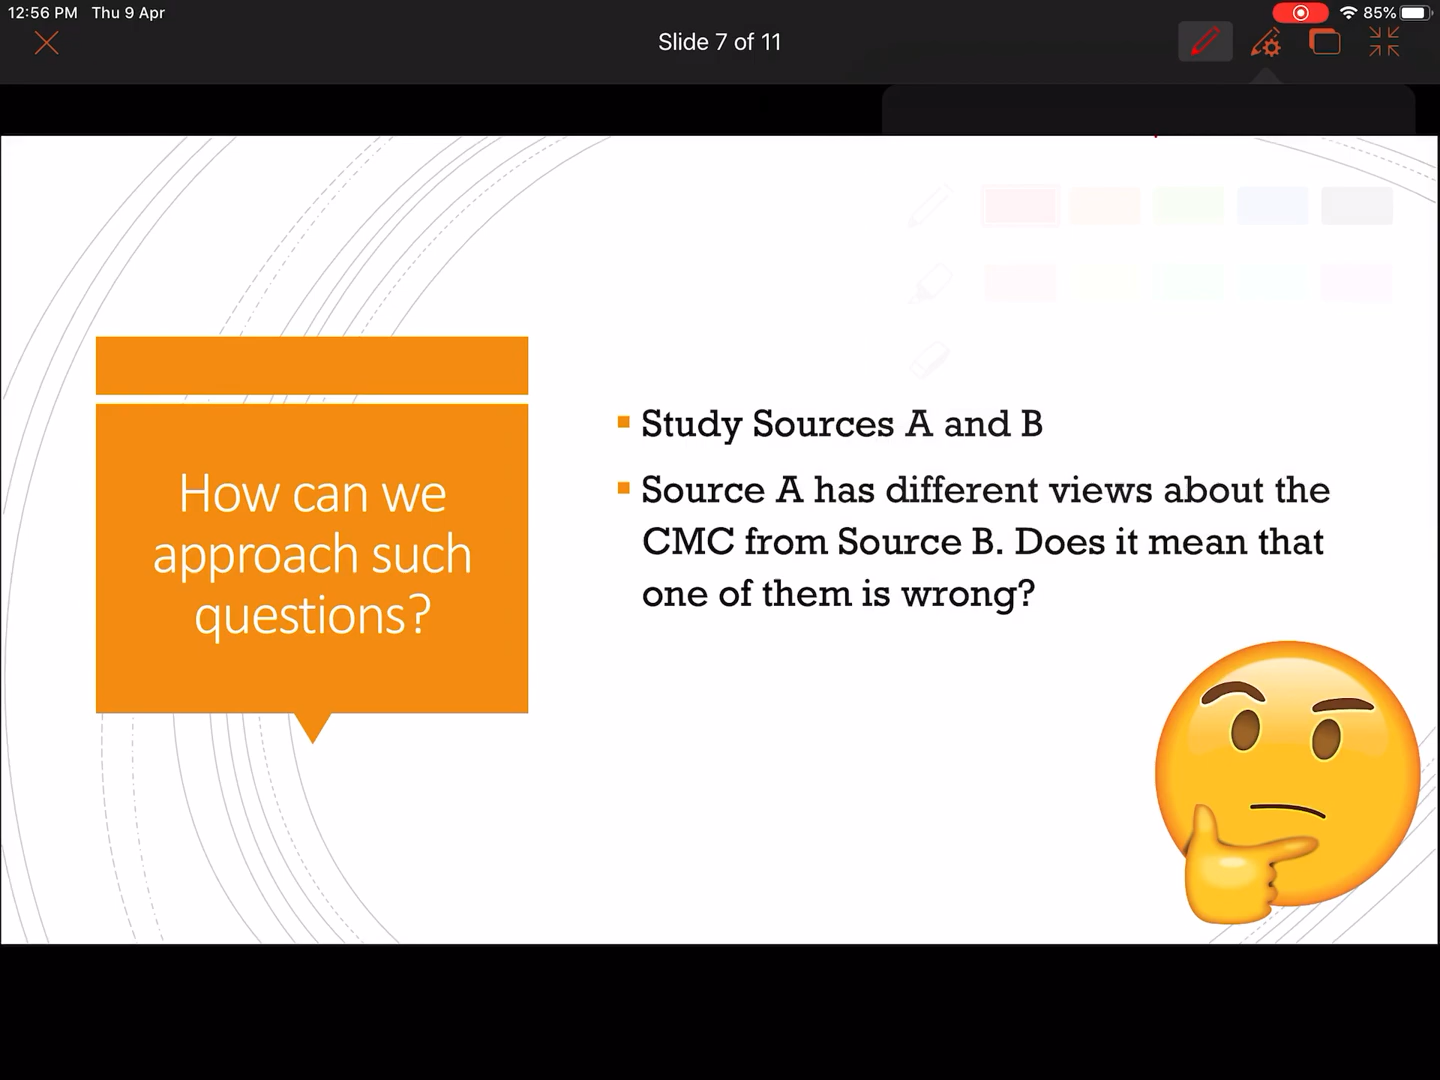 12:56 PM Thu 9 Apr
85%
Slide 7 of 11
How can we
approach such
questions?
Study Sources A and B
Source A has different views about the
CMC from Source B. Does it mean that
one of them is wrong?